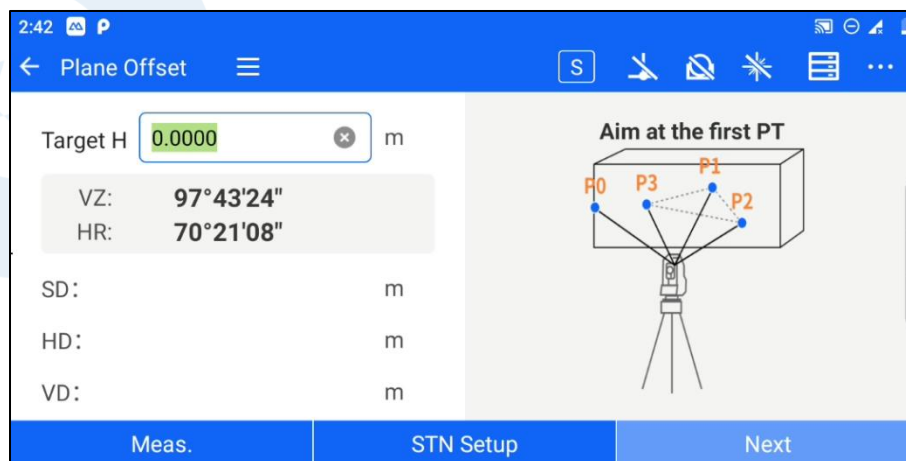 2:42
Plane Offset
S
Target H 0.0000 m
VZ: 97°43'24"
HR: 70°21'08"
SD: m
HD: m
VD: m
Aim at the first PT
P0 P3 P1 P2
Meas. STN Setup Next